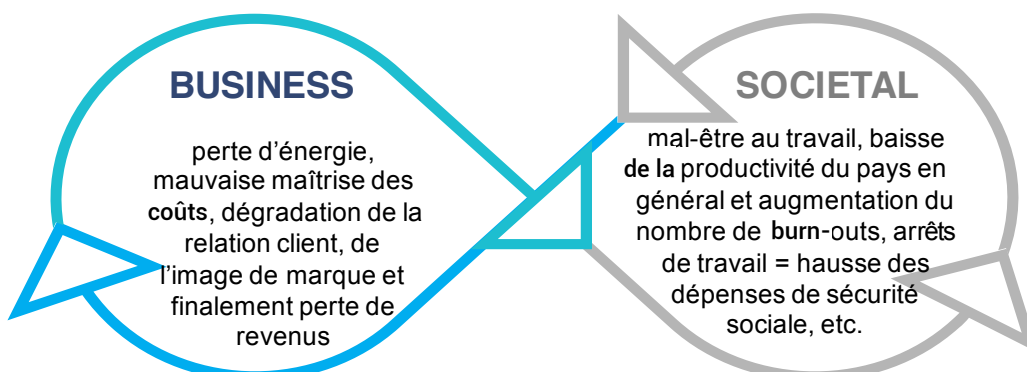 BUSINESS
perte d'énergie,
mauvaise maîtrise des
coûts, dégradation de la
relation client, de
l'image de marque et
finalement perte de
revenus
SOCIETAL
mal-être au travail, baisse
de la productivité du pays en
général et augmentation du
nombre de burn-outs, arrêts
de travail = hausse des
dépenses de sécurité
sociale, etc.